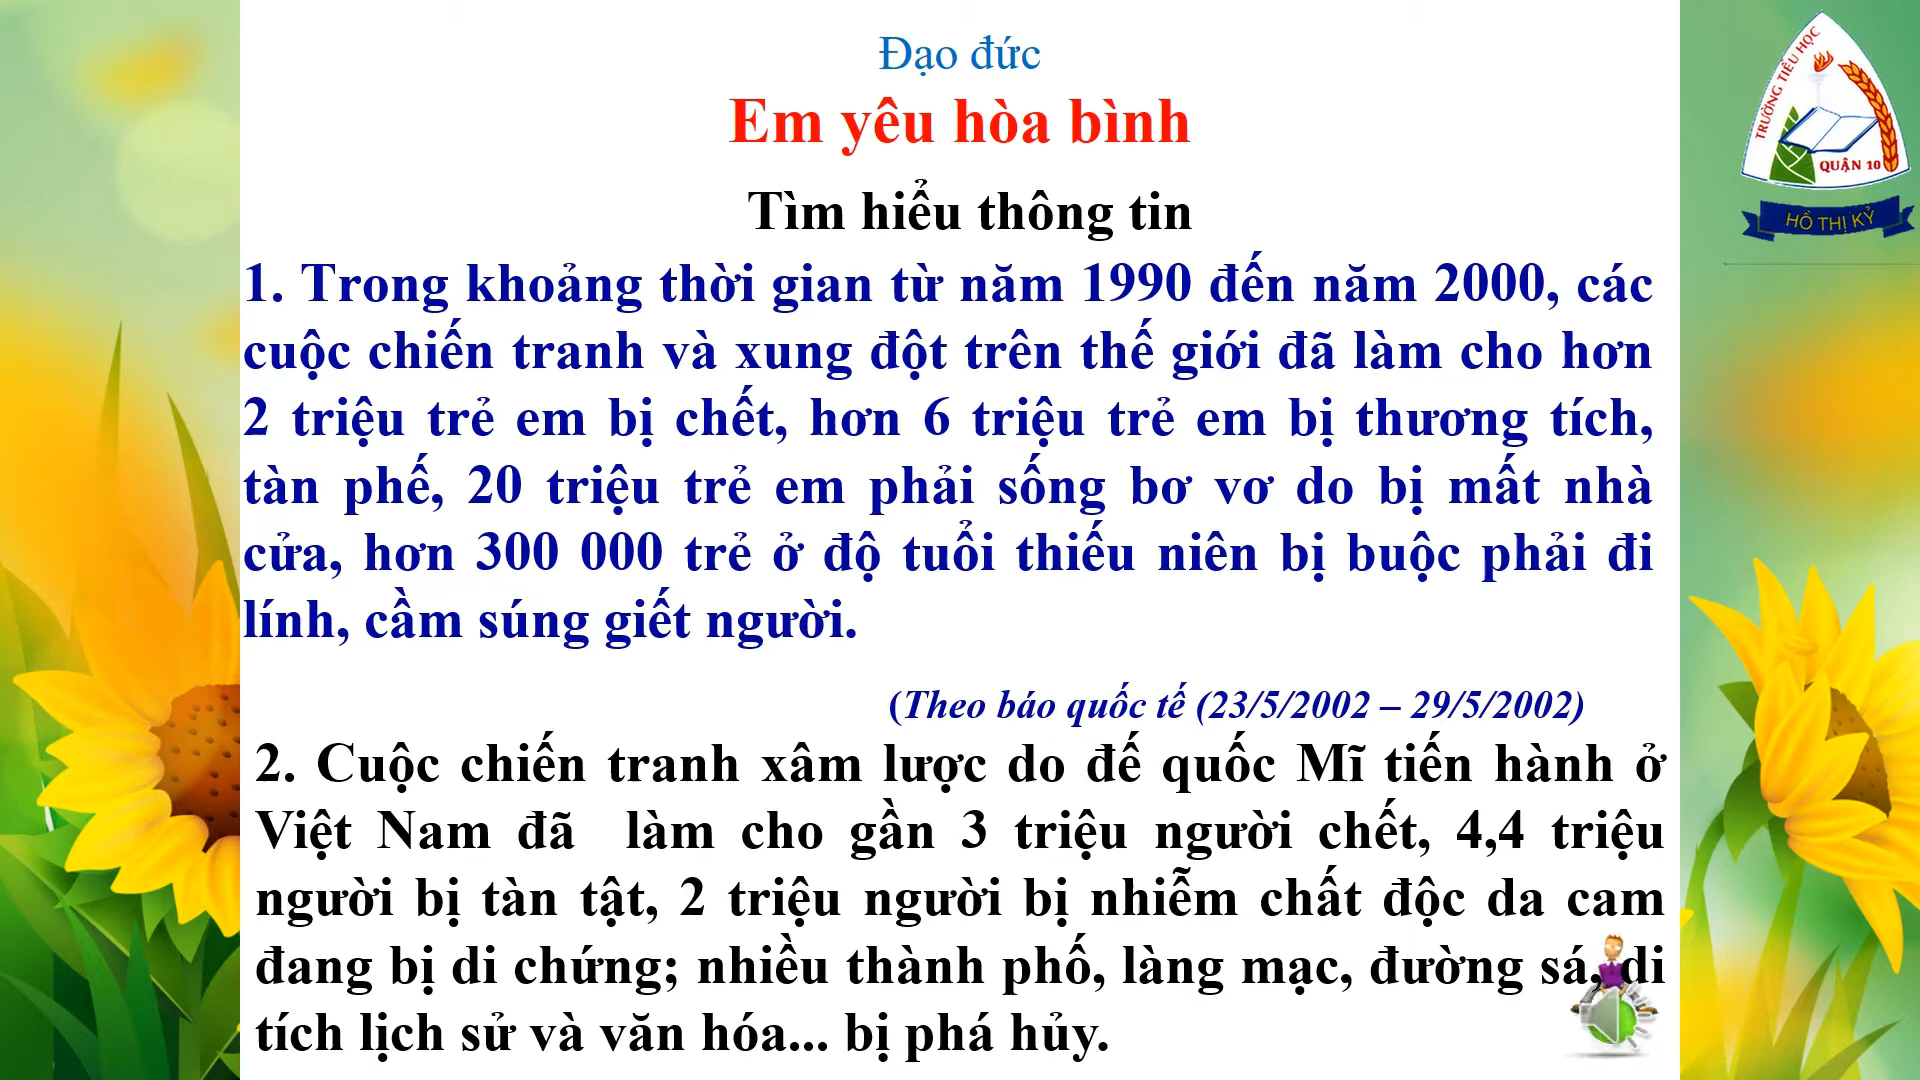 Đạo đức
Em yêu hòa bình
TRƯỜNG TIỂU HỌC
QUẬN 10
HỒ THỊ KỶ
Tìm hiểu thông tin
1. Trong khoảng thời gian từ năm 1990 đến năm 2000, các
cuộc chiến tranh và xung đột trên thế giới đã làm cho hơn
2 triệu trẻ em bị chết, hơn 6 triệu trẻ em bị thương tích,
tàn phế, 20 triệu trẻ em phải sống bơ vơ do bị mất nhà
cửa, hơn 300 000 trẻ ở độ tuổi thiếu niên bị buộc phải đi
lính, cầm súng giết người.
(Theo báo quốc tế (23/5/2002 – 29/5/2002)
2. Cuộc chiến tranh xâm lược do đế quốc Mĩ tiến hành ở
Việt Nam đã làm cho gần 3 triệu người chết, 4,4 triệu
người bị tàn tật, 2 triệu người bị nhiễm chất độc da cam
đang bị di chứng; nhiều thành phố, làng mạc, đường sá, di
tích lịch sử và văn hóa... bị phá hủy.